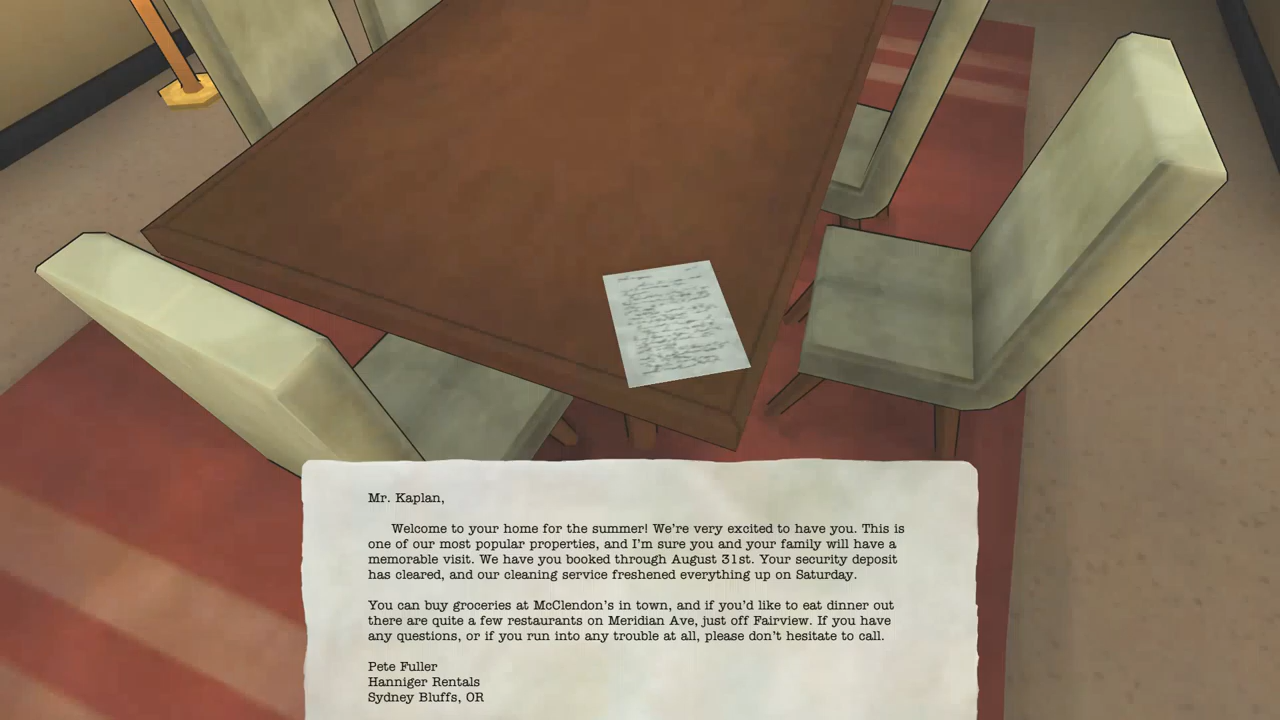 Mr. Kaplan,
Welcome to your home for the summer! We're very excited to have you. This is
one of our most popular properties, and I'm sure you and your family will have a
memorable visit. We have you booked through August 31st. Your security deposit
has cleared, and our cleaning service freshened everything up on Saturday.
You can buy groceries at McClendon's in town, and if you'd like to eat dinner out
there are quite a few restaurants on Meridian Ave, just off Fairview. If you have
any questions, or if you run into any trouble at all, please don't hesitate to call.
Pete Fuller
Hanniger Rentals
Sydney Bluffs, OR